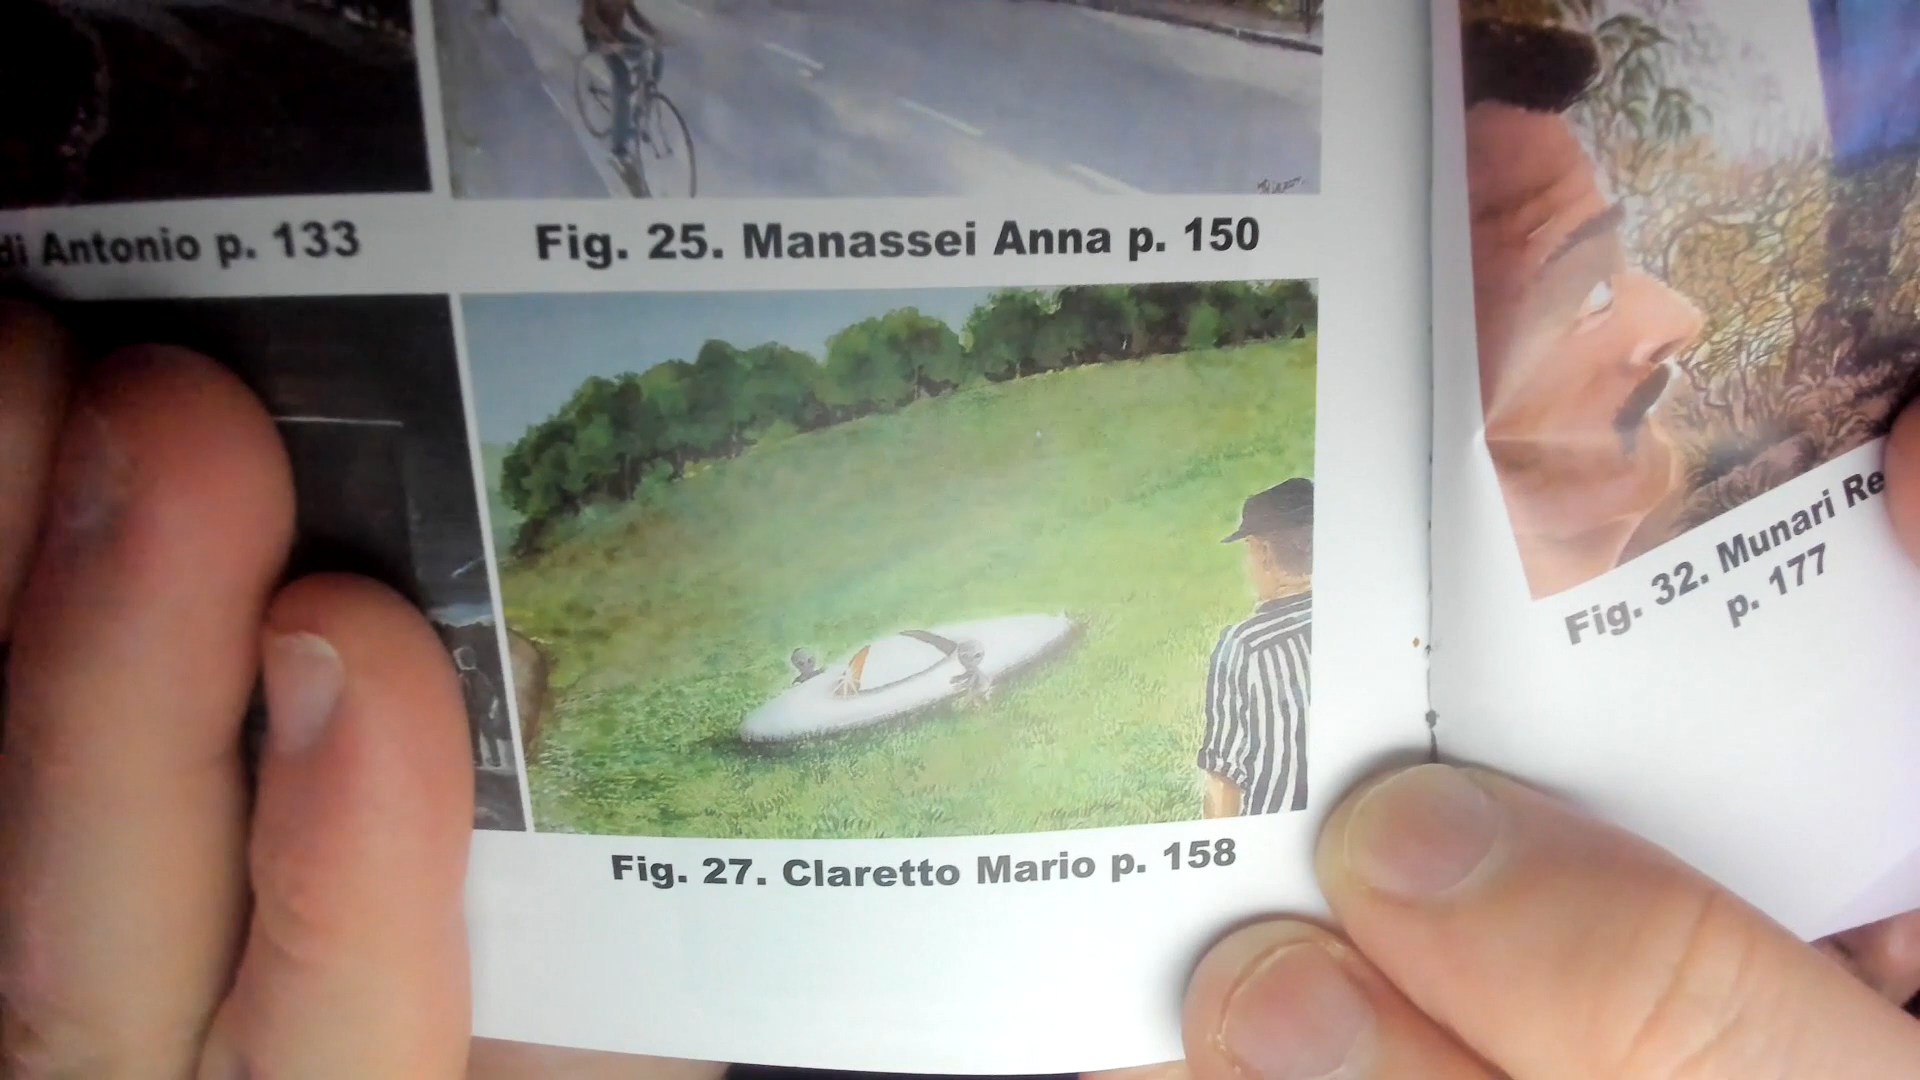 di Antonio p. 133
Fig. 25. Manassei Anna p. 150
Fig. 27. Claretto Mario p. 158
Fig. 32. Munari Re
p. 177